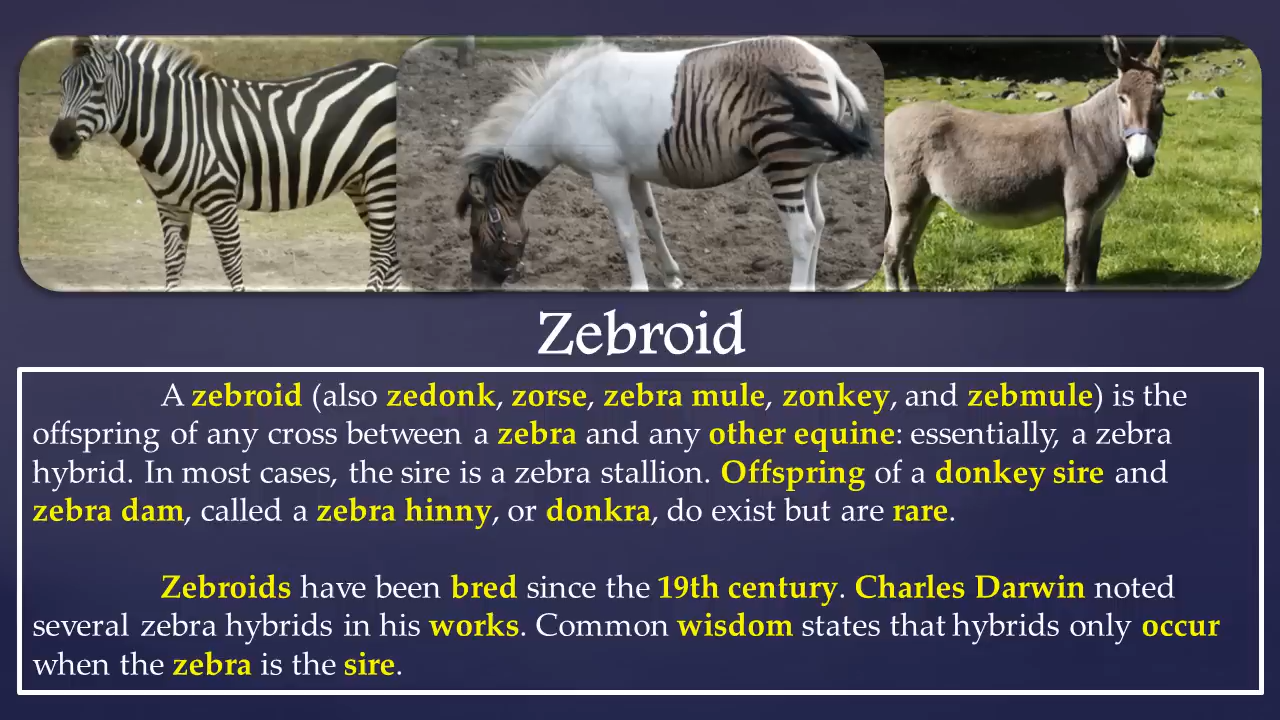 Zebroid
A zebroid (also zedonk, zorse, zebra mule, zonkey, and zebmule) is the
offspring of any cross between a zebra and any other equine: essentially, a zebra
hybrid. In most cases, the sire is a zebra stallion. Offspring of a donkey sire and
zebra dam, called a zebra hinny, or donkra, do exist but are rare.
Zebroids have been bred since the 19th century. Charles Darwin noted
several zebra hybrids in his works. Common wisdom states that hybrids only occur
when the zebra is the sire.